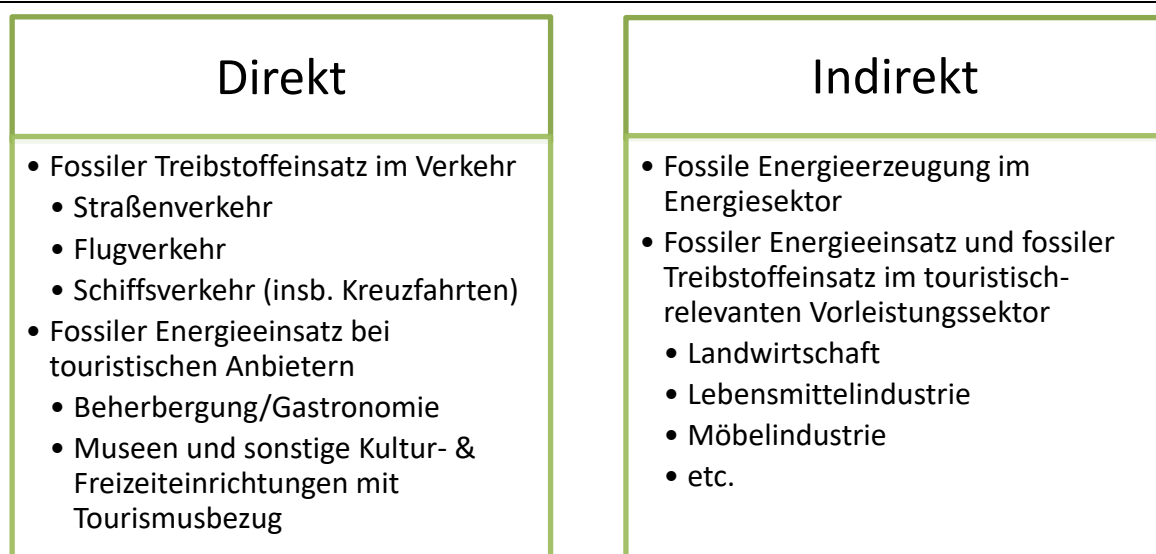 Direkt
• Fossiler Treibstoffeinsatz im Verkehr
• Straßenverkehr
• Flugverkehr
• Schiffsverkehr (insb. Kreuzfahrten)
• Fossiler Energieeinsatz bei
touristischen Anbietern
• Beherbergung/Gastronomie
• Museen und sonstige Kultur- &
Freizeiteinrichtungen mit
Tourismusbezug
Indirekt
• Fossile Energieerzeugung im
Energiesektor
• Fossiler Energieeinsatz und fossiler
Treibstoffeinsatz im touristisch-
relevanten Vorleistungssektor
• Landwirtschaft
• Lebensmittelindustrie
• Möbelindustrie
• etc.